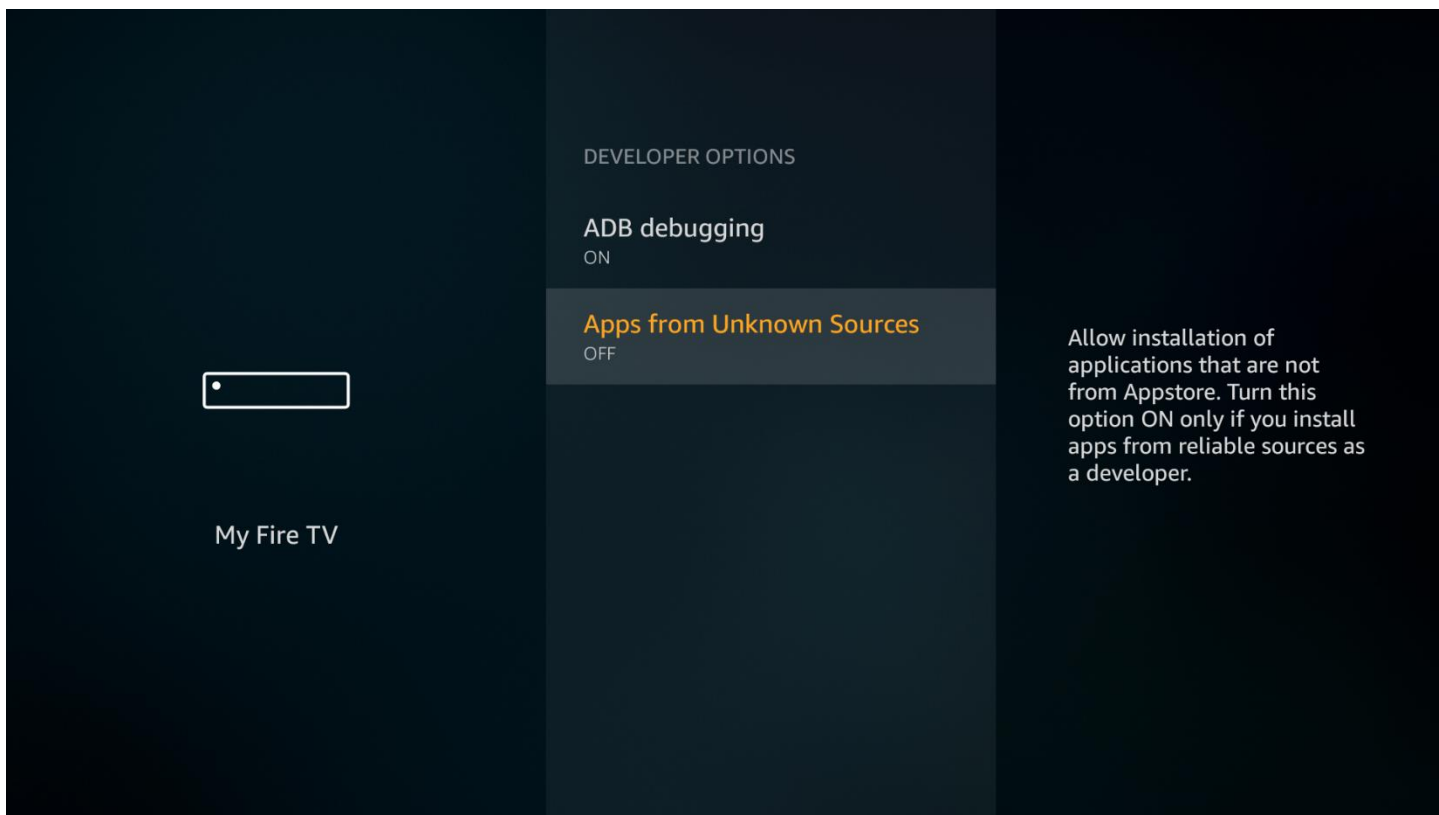 DEVELOPER OPTIONS
ADB debugging
ON
Apps from Unknown Sources
OFF
My Fire TV
Allow installation of
applications that are not
from Appstore. Turn this
option ON only if you install
apps from reliable sources as
a developer.